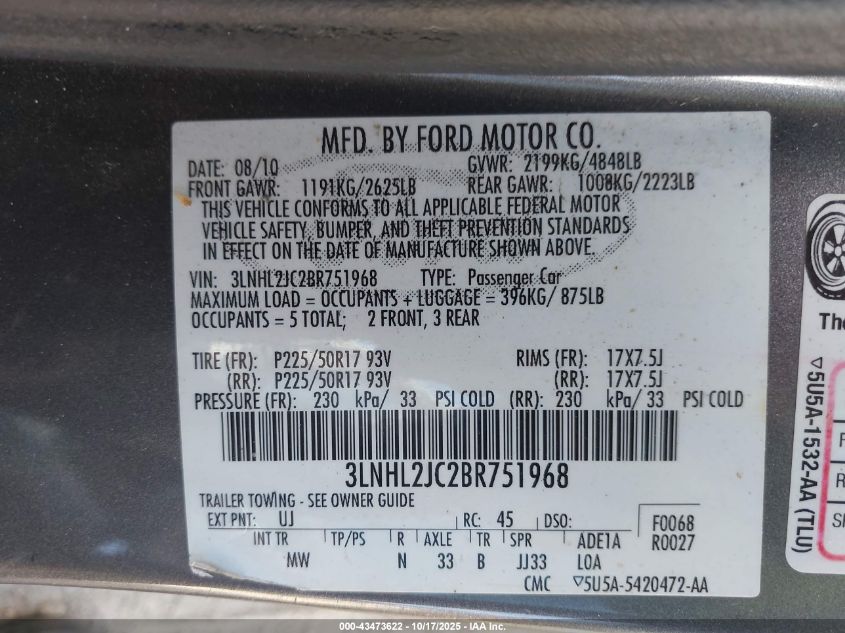 MFD. BY FORD MOTOR CO.
DATE: 08/10 GVWR: 2199KG/4848LB
FRONT GAWR: 1191KG/2625LB REAR GAWR: 1008KG/2223LB
THIS VEHICLE CONFORMS TO ALL APPLICABLE FEDERAL MOTOR
VEHICLE SAFETY, BUMPER, AND THEFT PREVENTION STANDARDS
IN EFFECT ON THE DATE OF MANUFACTURE SHOWN ABOVE.
VIN: 3LNHL2JC2BR751968 TYPE: Passenger Car
MAXIMUM LOAD = OCCUPANTS + LUGGAGE = 396KG/ 875LB
OCCUPANTS = 5 TOTAL; 2 FRONT, 3 REAR
TIRE (FR): P225/50R17 93V RIMS (FR): 17X7.5J
(RR): P225/50R17 93V (RR): 17X7.5J
PRESSURE (FR): 230 kPa/ 33 PSI COLD (RR): 230 kPa/ 33 PSI COLD
3LNHL2JC2BR751968
TRAILER TOWING - SEE OWNER GUIDE
EXT PNT: UJ RC: 45 DSO: F0068
INT TR TP/PS R AXLE TR SPR ADE1A R0027
MW N 33 B JJ33 LOA
CMC ▽5U5A-5420472-AA
The
▽5U5A-1532-AA (TLU)
F
R
SP
000-43473622 - 10/17/2025 - IAA Inc.